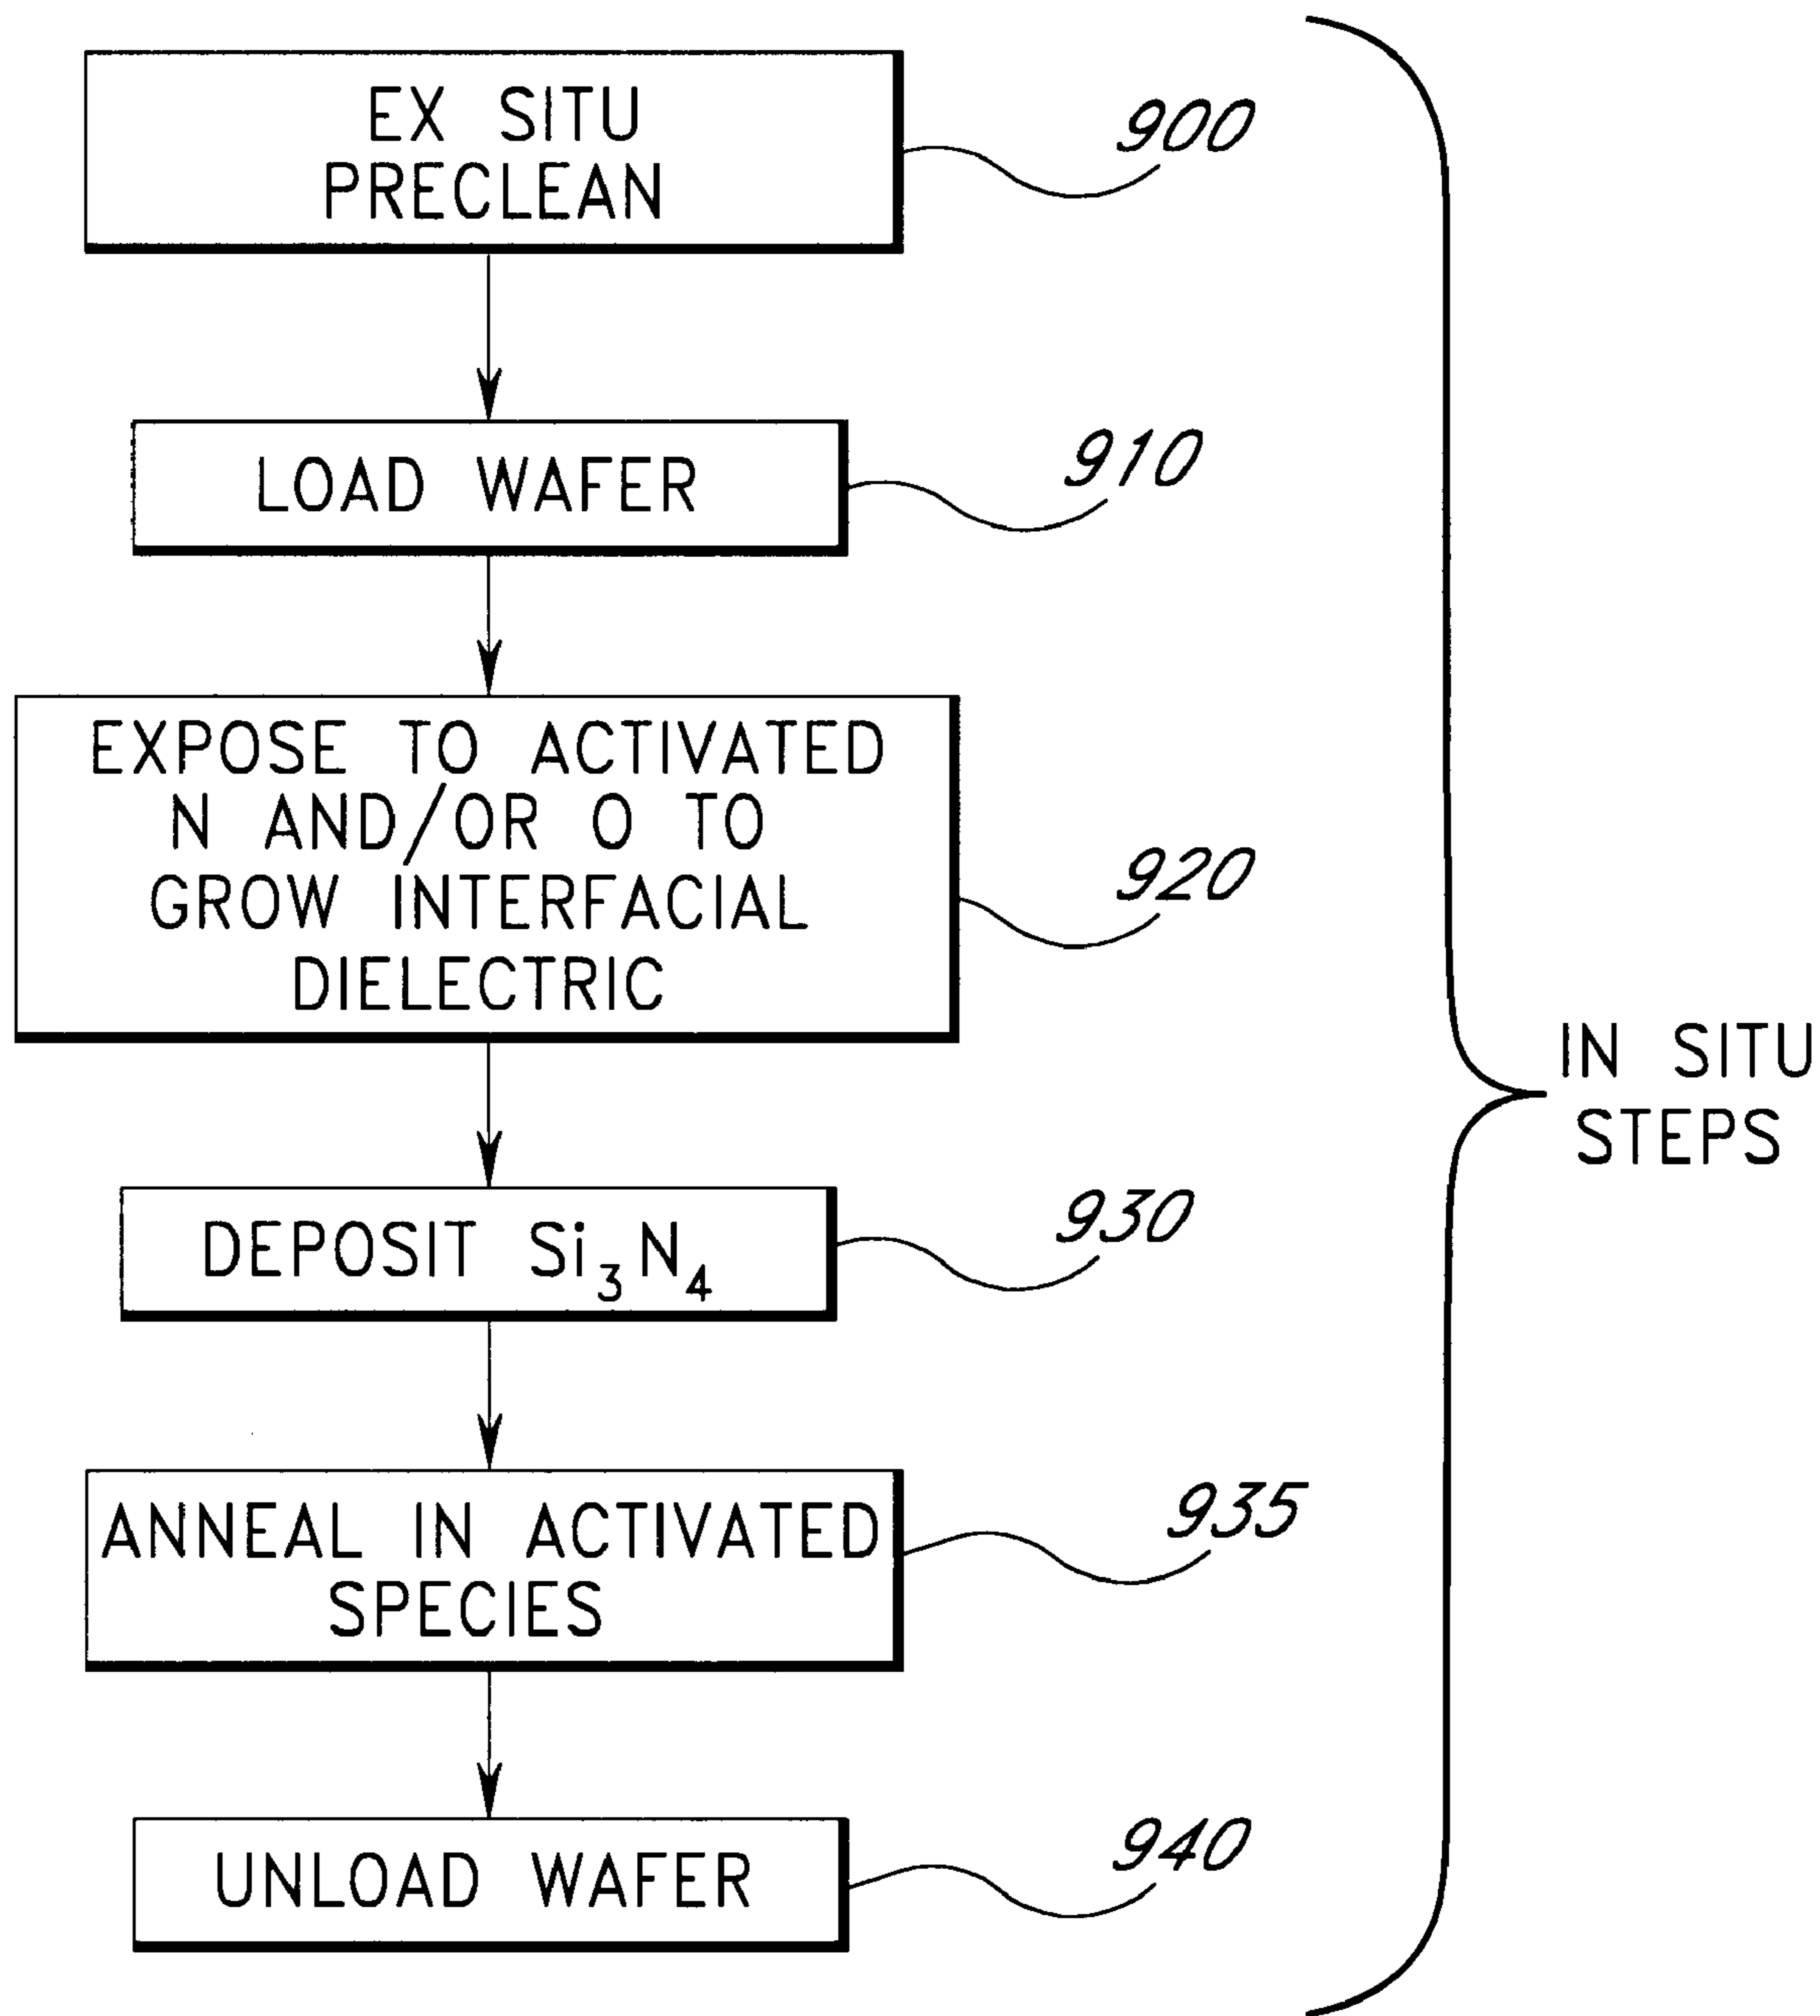 EX SITU
PRECLEAN
900
LOAD WAFER
910
EXPOSE TO ACTIVATED
N AND/OR O TO
GROW INTERFACIAL
DIELECTRIC
920
IN SITU
STEPS
DEPOSIT Si₃N₄
930
ANNEAL IN ACTIVATED
SPECIES
935
UNLOAD WAFER
940